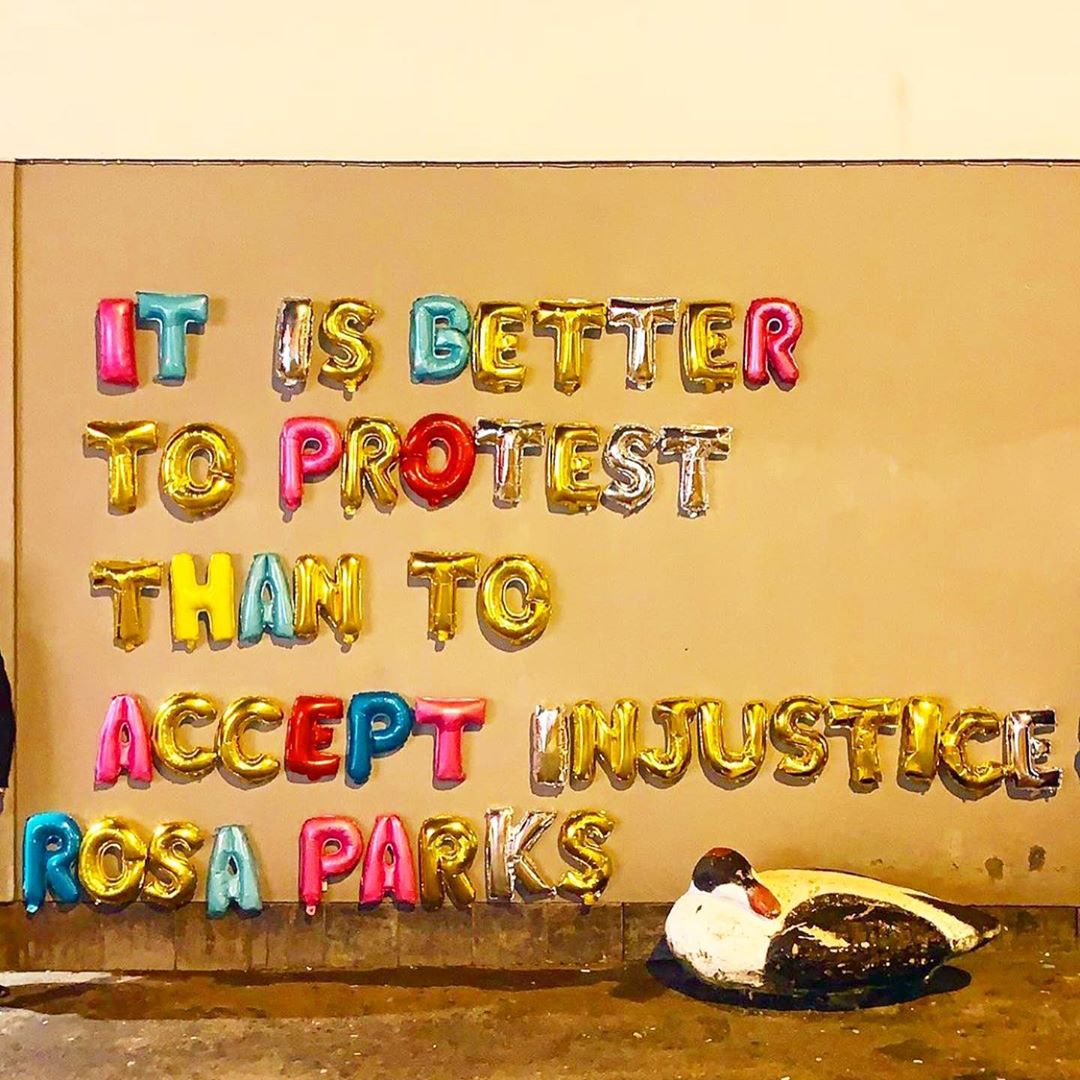 IT IS BETTER
TO PROTEST
THAN TO
ACCEPT INJUSTICE
ROSA PARKS